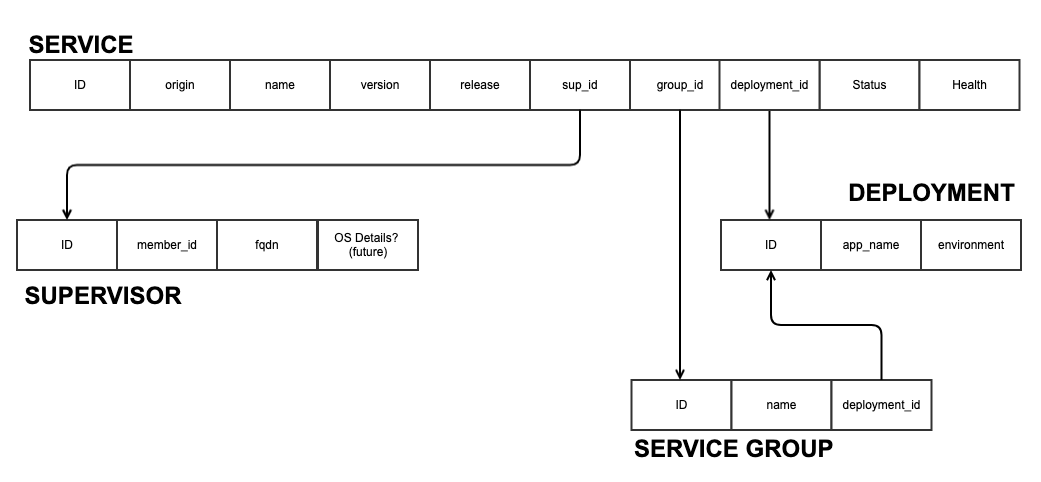 SERVICE
ID origin name version release sup_id group_id deployment_id Status Health
DEPLOYMENT
ID member_id fqdn OS Details?
(future)
ID app_name environment
SUPERVISOR
ID name deployment_id
SERVICE GROUP